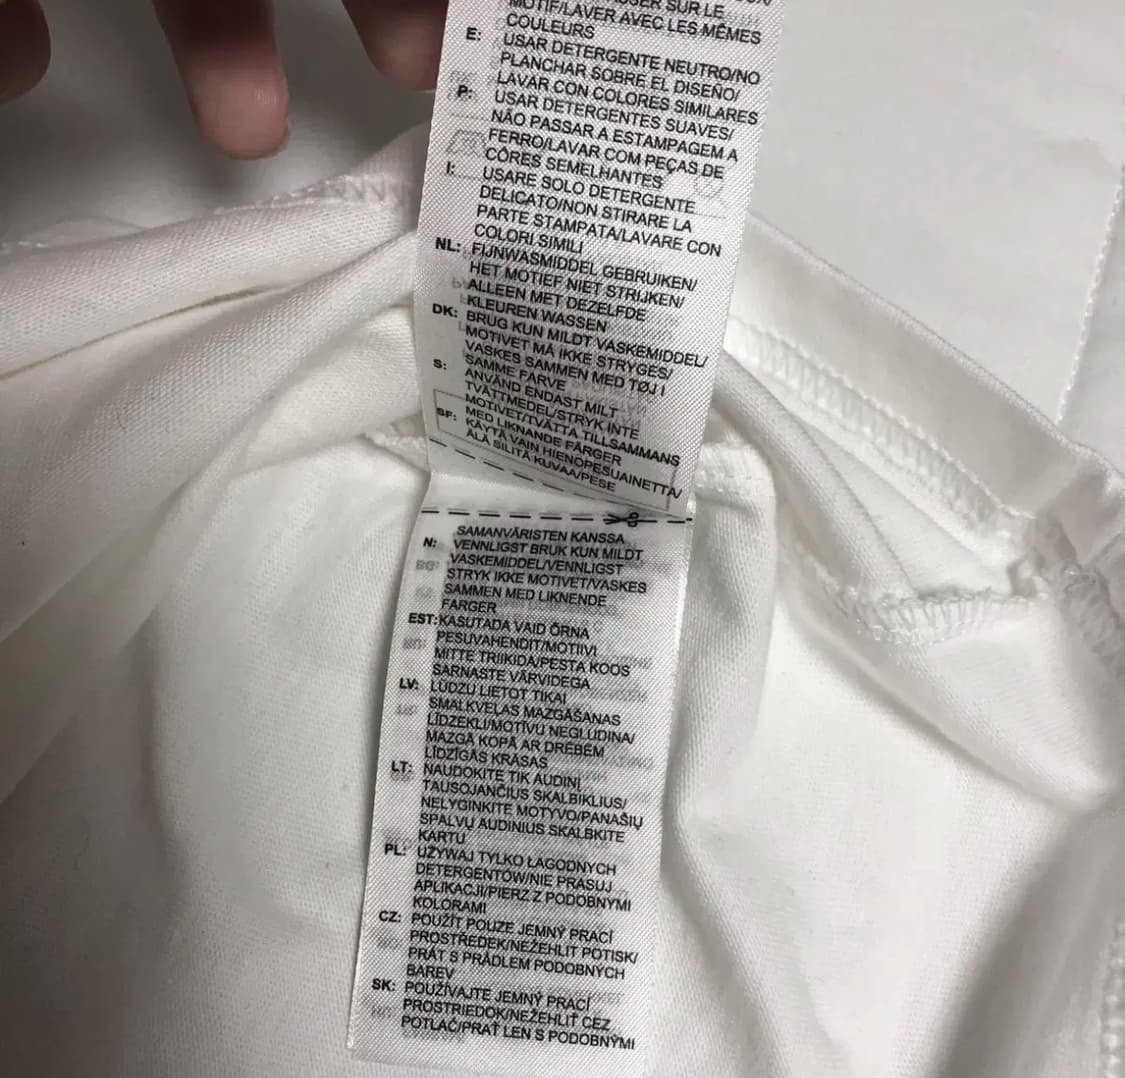 SUR LE
MOTIF/LAVER AVEC LES MÊMES
COULEURS
E: USAR DETERGENTE NEUTRO/NO
PLANCHAR SOBRE EL DISEÑO/
LAVAR CON COLORES SIMILARES
P: USAR DETERGENTES SUAVES/
NÃO PASSAR A ESTAMPAGEM A
FERRO/LAVAR COM PEÇAS DE
CÔRES SEMELHANTES
I: USARE SOLO DETERGENTE
DELICATO/NON STIRARE LA
PARTE STAMPATA/LAVARE CON
COLORI SIMILI
NL: FIJNWASMIDDEL GEBRUIKEN/
HET MOTIEF NIET STRIJKEN/
ALLEEN MET DEZELFDE
KLEUREN WASSEN
DK: BRUG KUN MILDT VASKEMIDDEL/
MOTIVET MÅ IKKE STRYGES/
VASKES SAMMEN MED TØJ I
SAMME FARVE
S: ANVÄND ENDAST MILT
TVÄTTMEDEL/STRYK INTE
MOTIVET/TVÄTTA TILLSAMMANS
MED LIKNANDE FÄRGER
SF: KÄYTÄ VAIN HIENOPESUAINETTA/
ÄLÄ SILITÄ KUVAA/PESE
SAMANVÄRISTEN KANSSA
N: VENNLIGST BRUK KUN MILDT
VASKEMIDDEL/VENNLIGST
STRYK IKKE MOTIVET/VASKES
SAMMEN MED LIKNENDE
FARGER
EST: KASUTADA VAID ÕRNA
PESUVAHENDIT/MOTIIVI
MITTE TRIIKIDA/PESTA KOOS
SARNASTE VÄRVIDEGA
LV: LŪDZU LIETOT TIKAI
SMALKVEĻAS MAZGĀŠANAS
LĪDZEKLI/MOTĪVU NEGLUDINA/
MAZGĀ KOPĀ AR DRĒBĒM
LĪDZĪGĀS KRĀSĀS
LT: NAUDOKITE TIK AUDINĮ
TAUSOJANČIUS SKALBIKLIUS/
NELYGINKITE MOTYVO/PANAŠIŲ
SPALVŲ AUDINIUS SKALBKITE
KARTU
PL: UŻYWAJ TYLKO ŁAGODNYCH
DETERGENTÓW/NIE PRASUJ
APLIKACJI/PIERZ Z PODOBNYMI
KOLORAMI
CZ: POUŽÍT POUZE JEMNÝ PRACÍ
PROSTŘEDEK/NEŽEHLIT POTISK/
PRÁT S PRÁDLEM PODOBNÝCH
BAREV
SK: POUŽÍVAJTE JEMNÝ PRACÍ
PROSTRIEDOK/NEŽEHLIŤ CEZ
POTLAČ/PRAŤ LEN S PODOBNÝMI